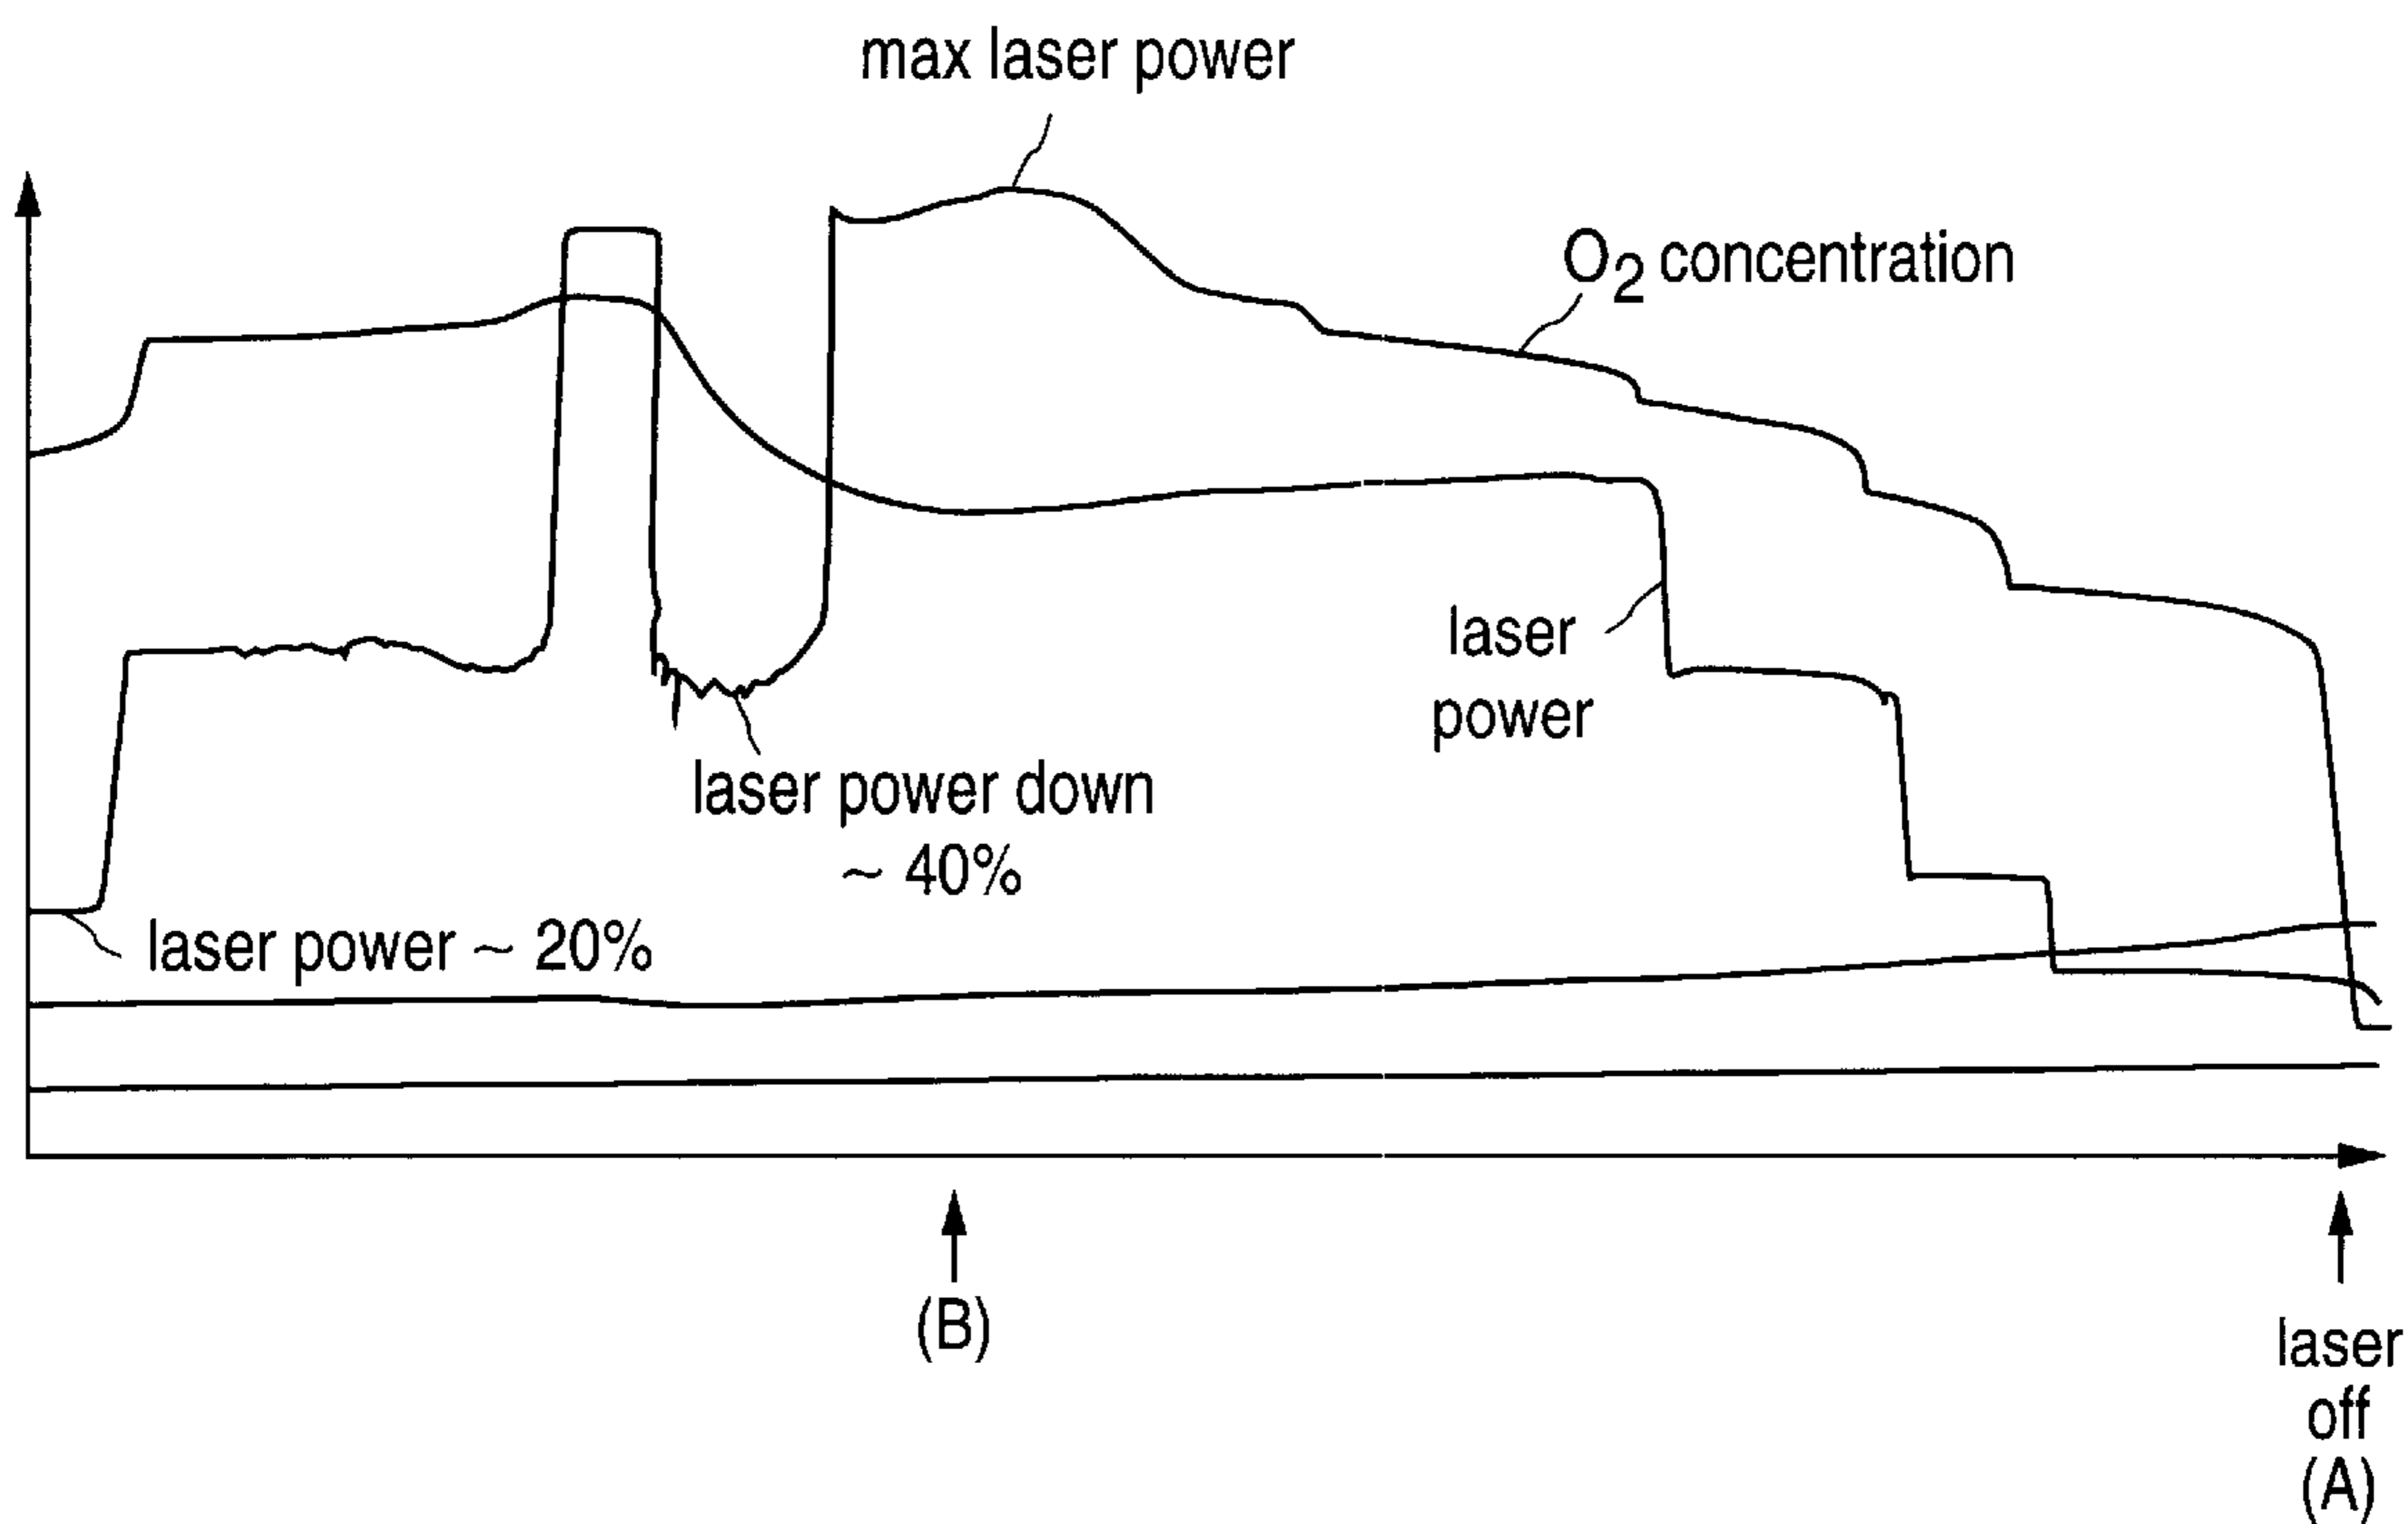 max laser power
O2 concentration
laser
power
laser power down
~ 40%
laser power ~ 20%
(B)
laser
off
(A)